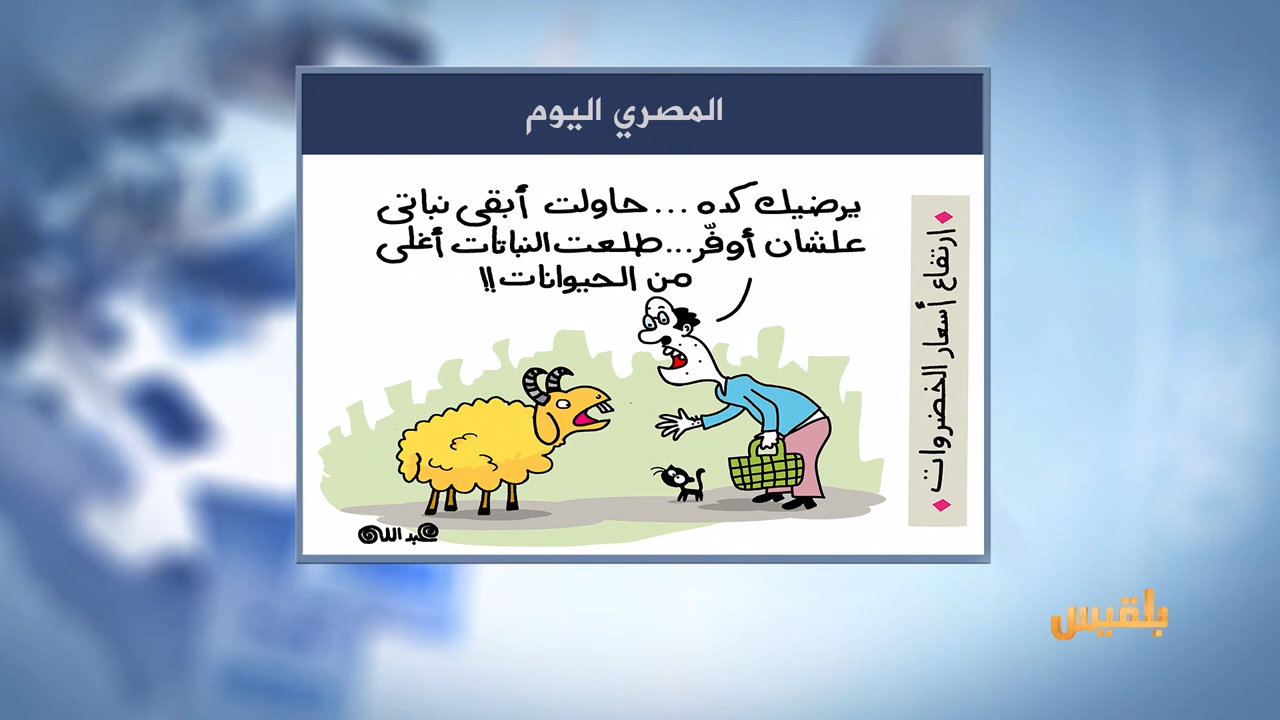 المصري اليوم
يرضيك كده ... حاولت أبقى نباتى
علشان أوفّر... طلعت النباتات أغلى
من الحيوانات!!
ارتفاع أسعار الخضروات
عبد الله
بلقيس